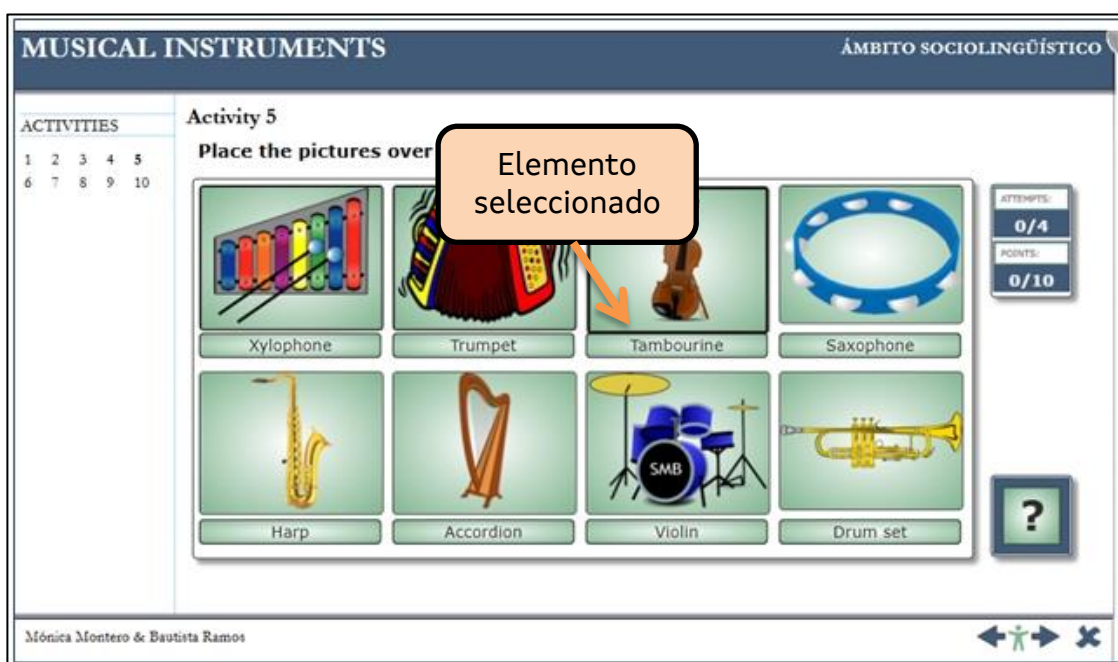 MUSICAL INSTRUMENTS
ÁMBITO SOCIOLINGÜÍSTICO
ACTIVITIES
1 2 3 4 5
6 7 8 9 10
Activity 5
Place the pictures over
Elemento
seleccionado
Xylophone
Trumpet
Tambourine
Saxophone
SMB
Harp
Accordion
Violin
Drum set
ATTEMPTS:
0/4
POINTS:
0/10
?
Mónica Montero & Bautista Ramos